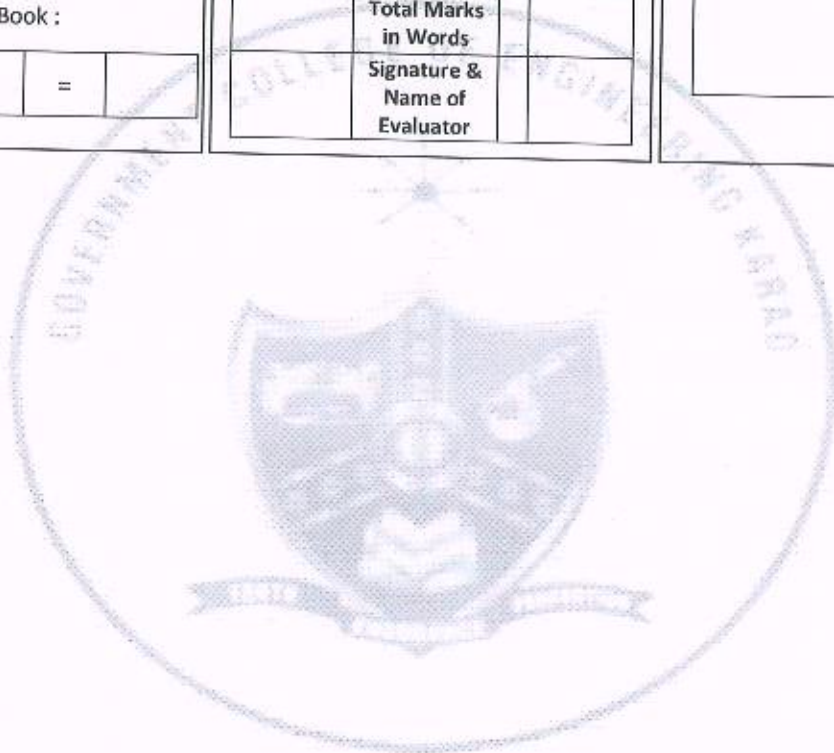 Book :
=
Total Marks
in Words
Signature &
Name of
Evaluator
GOVERNMENT COLLEGE OF ENGINEERING KARAD